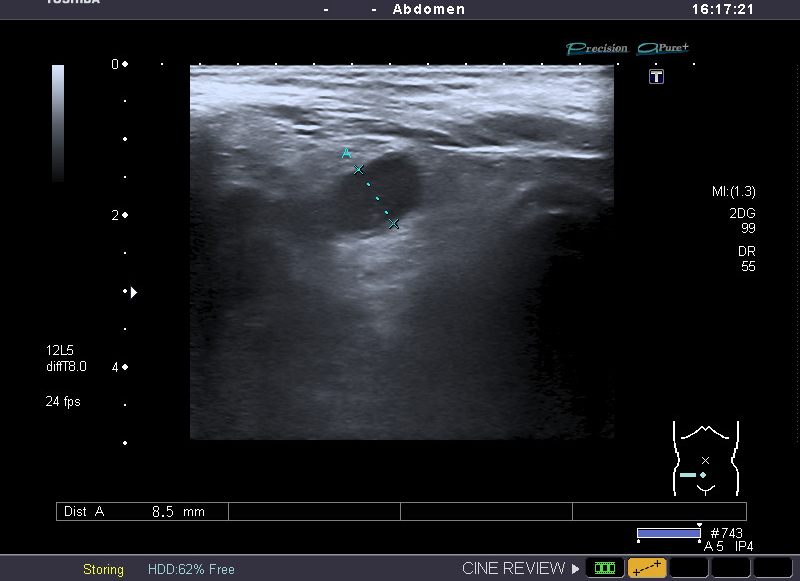 TOSHIBA
- - Abdomen 16:17:21
Precision APure+
T
0
A
MI:(1.3)
2DG
99
DR
55
2
12L5
diffT8.0
4
24 fps
Dist A 8.5 mm
#743
A 5 IP4
Storing HDD:62% Free CINE REVIEW